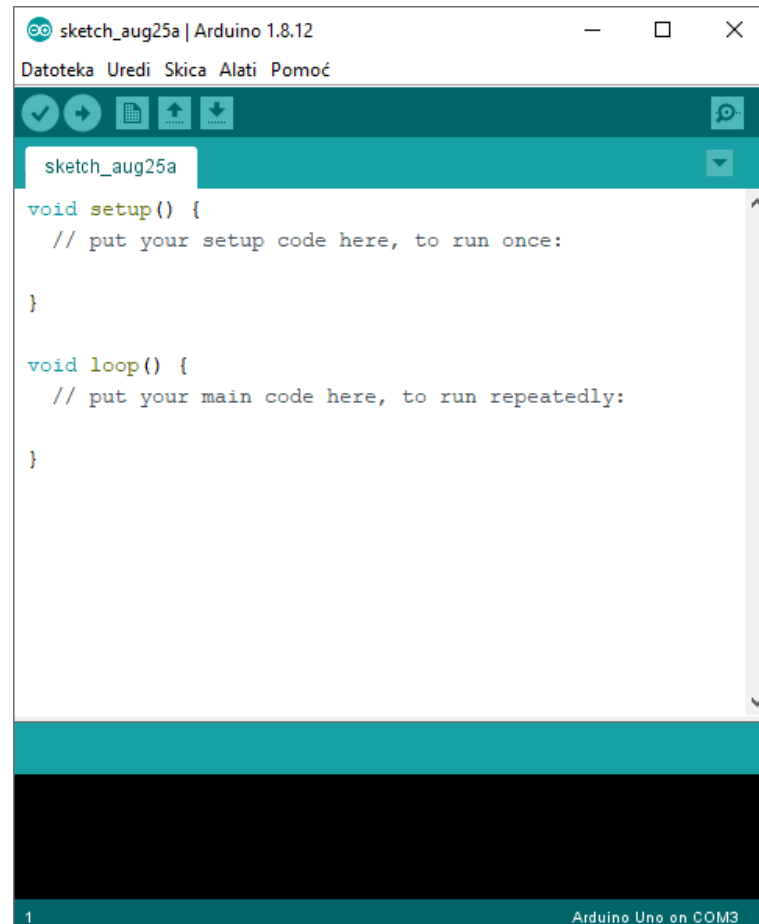 sketch_aug25a | Arduino 1.8.12
Datoteka Uredi Skica Alati Pomoć
sketch_aug25a
void setup() {
  // put your setup code here, to run once:
}
void loop() {
  // put your main code here, to run repeatedly:
}
1 Arduino Uno on COM3